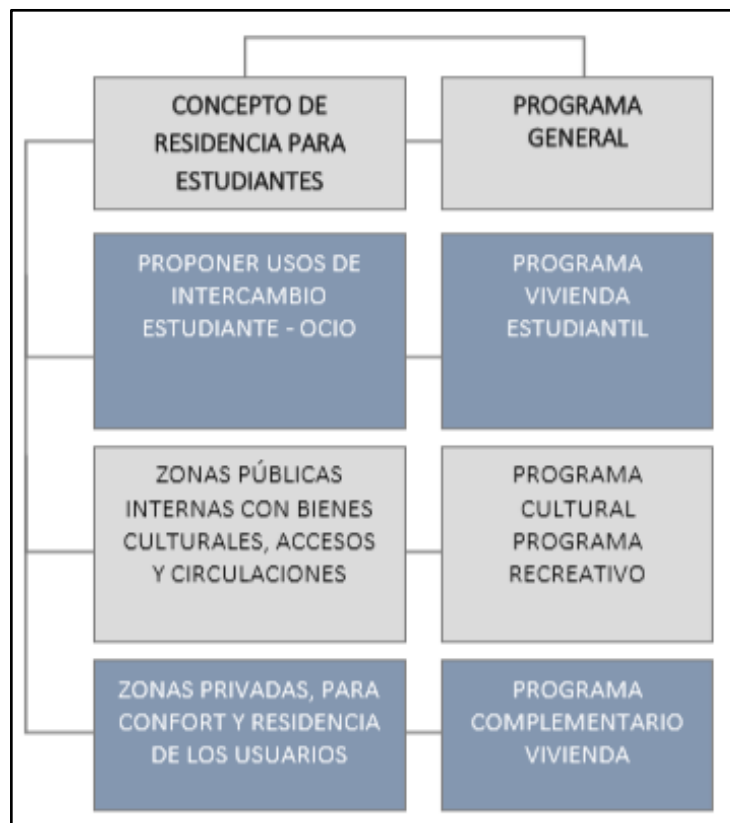 CONCEPTO DE
RESIDENCIA PARA
ESTUDIANTES
PROGRAMA
GENERAL
PROPONER USOS DE
INTERCAMBIO
ESTUDIANTE - OCIO
PROGRAMA
VIVIENDA
ESTUDIANTIL
ZONAS PÚBLICAS
INTERNAS CON BIENES
CULTURALES, ACCESOS
Y CIRCULACIONES
PROGRAMA
CULTURAL
PROGRAMA
RECREATIVO
ZONAS PRIVADAS, PARA
CONFORT Y RESIDENCIA
DE LOS USUARIOS
PROGRAMA
COMPLEMENTARIO
VIVIENDA